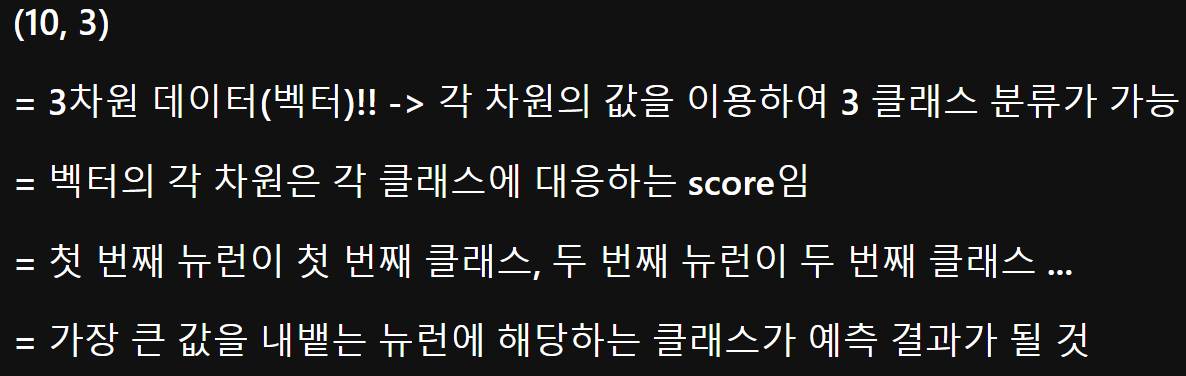 (10, 3)
= 3차원 데이터(벡터)!! -> 각 차원의 값을 이용하여 3 클래스 분류가 가능
= 벡터의 각 차원은 각 클래스에 대응하는 score임
= 첫 번째 뉴런이 첫 번째 클래스, 두 번째 뉴런이 두 번째 클래스 ...
= 가장 큰 값을 내뱉는 뉴런에 해당하는 클래스가 예측 결과가 될 것